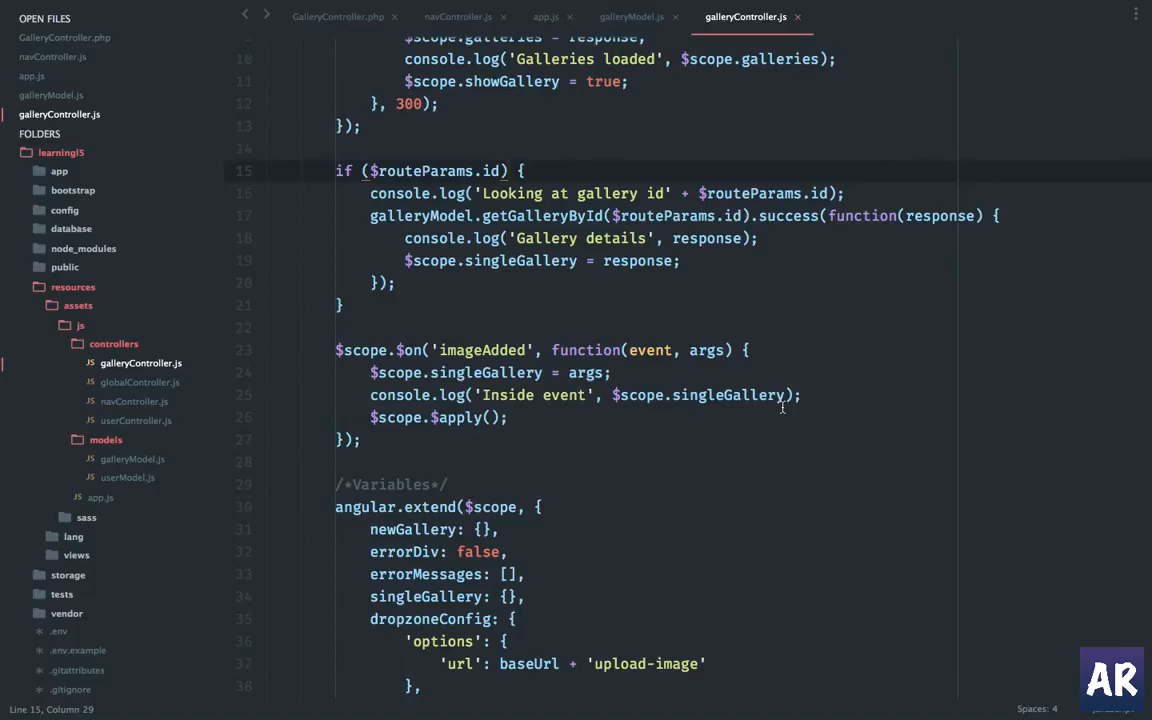 OPEN FILES
GalleryController.php
navController.js
app.js
galleryModel.js
galleryController.js
FOLDERS
learningl5
app
bootstrap
config
database
node_modules
public
resources
assets
js
controllers
JS galleryController.js
JS globalController.js
JS navController.js
JS userController.js
models
JS galleryModel.js
JS userModel.js
JS app.js
sass
lang
views
storage
tests
vendor
* .env
* .env.example
* .gitattributes
* .gitignore
GalleryController.php × navController.js × app.js × galleryModel.js × galleryController.js ×
9 $scope.galleries = response;
10 console.log('Galleries loaded', $scope.galleries);
11 $scope.showGallery = true;
12 }, 300);
13 });
14
15 if ($routeParams.id) {
16 console.log('Looking at gallery id' + $routeParams.id);
17 galleryModel.getGalleryById($routeParams.id).success(function(response) {
18 console.log('Gallery details', response);
19 $scope.singleGallery = response;
20 });
21 }
22
23 $scope.$on('imageAdded', function(event, args) {
24 $scope.singleGallery = args;
25 console.log('Inside event', $scope.singleGallery);
26 $scope.$apply();
27 });
28
29 /*Variables*/
30 angular.extend($scope, {
31 newGallery: {},
32 errorDiv: false,
33 errorMessages: [],
34 singleGallery: {},
35 dropzoneConfig: {
36 'options': {
37 'url': baseUrl + 'upload-image'
38 },
AR
Line 15, Column 29
Spaces: 4